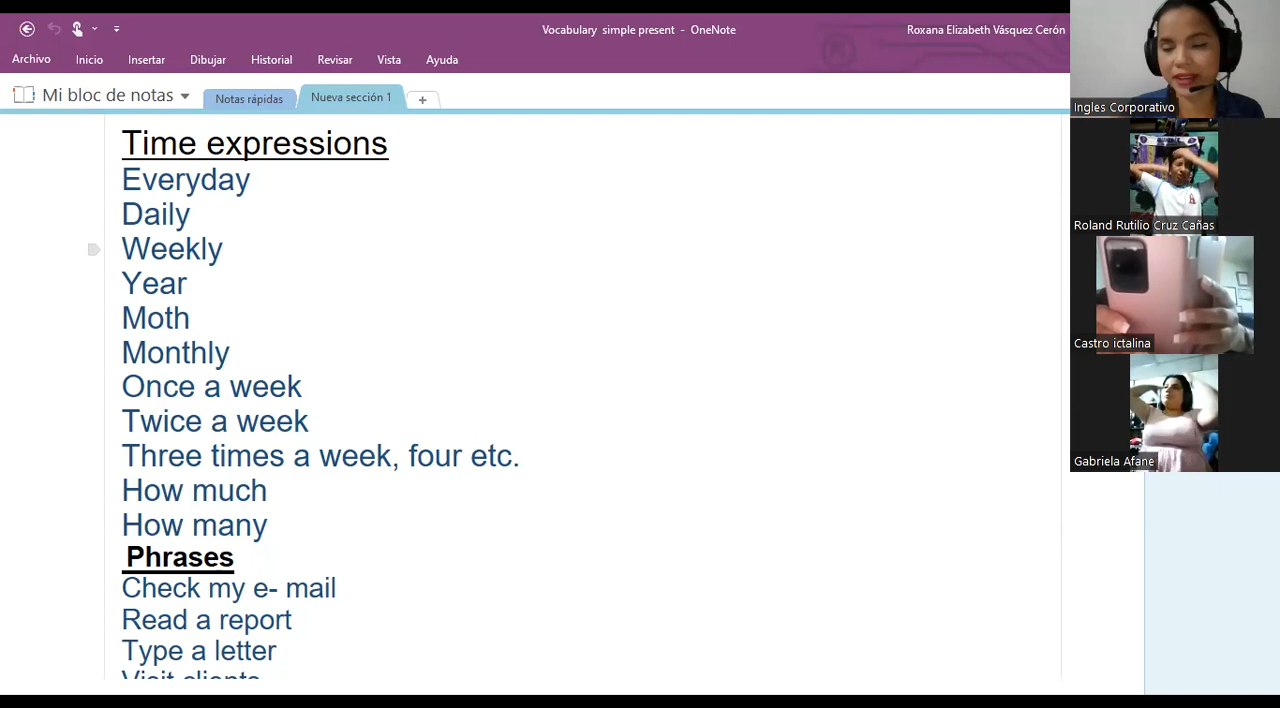 Vocabulary simple present - OneNote
Roxana Elizabeth Vásquez Cerón
Archivo Inicio Insertar Dibujar Historial Revisar Vista Ayuda
Mi bloc de notas Notas rápidas Nueva sección 1
Time expressions
Everyday
Daily
Weekly
Year
Moth
Monthly
Once a week
Twice a week
Three times a week, four etc.
How much
How many
Phrases
Check my e- mail
Read a report
Type a letter
Visit clients
Ingles Corporativo
Roland Rutilio Cruz Cañas
Castro ictalina
Gabriela Afane